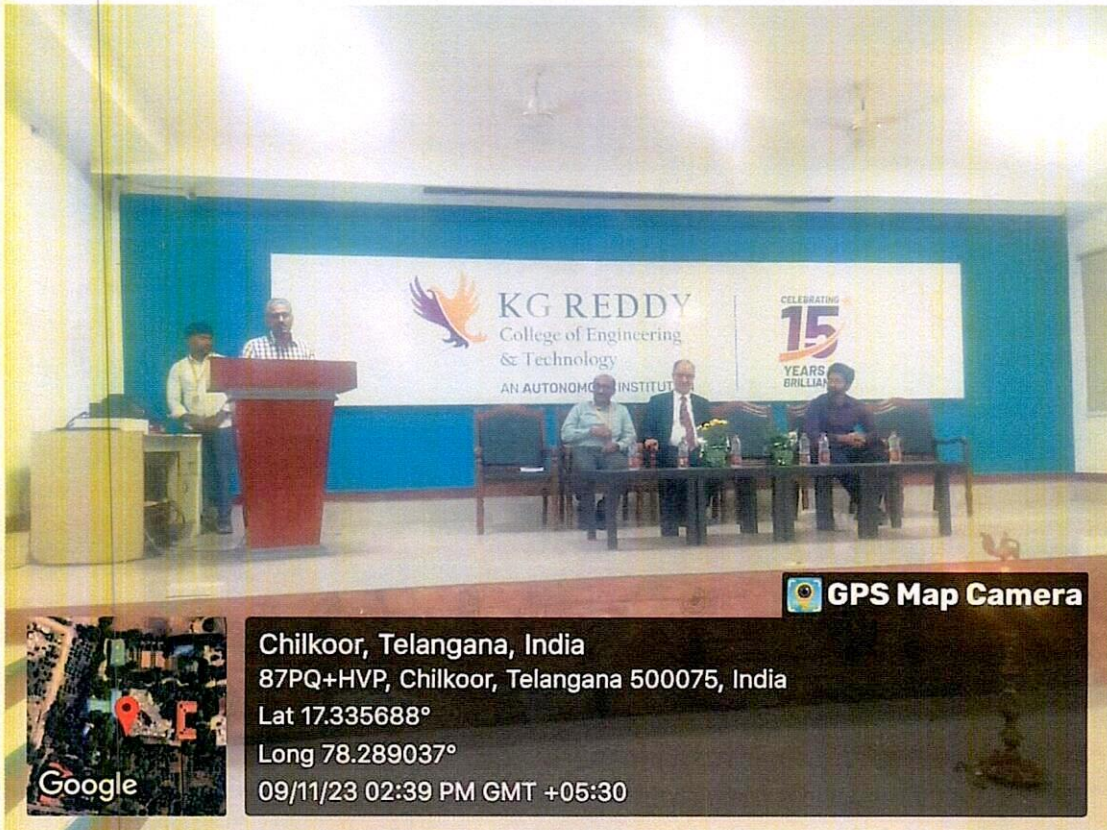 KG REDDY
College of Engineering
& Technology
AN AUTONOMOUS INSTITUT
CELEBRATING
15
YEARS
BRILLIAN
GPS Map Camera
Chilkoor, Telangana, India
87PQ+HVP, Chilkoor, Telangana 500075, India
Lat 17.335688°
Long 78.289037°
09/11/23 02:39 PM GMT +05:30
Google